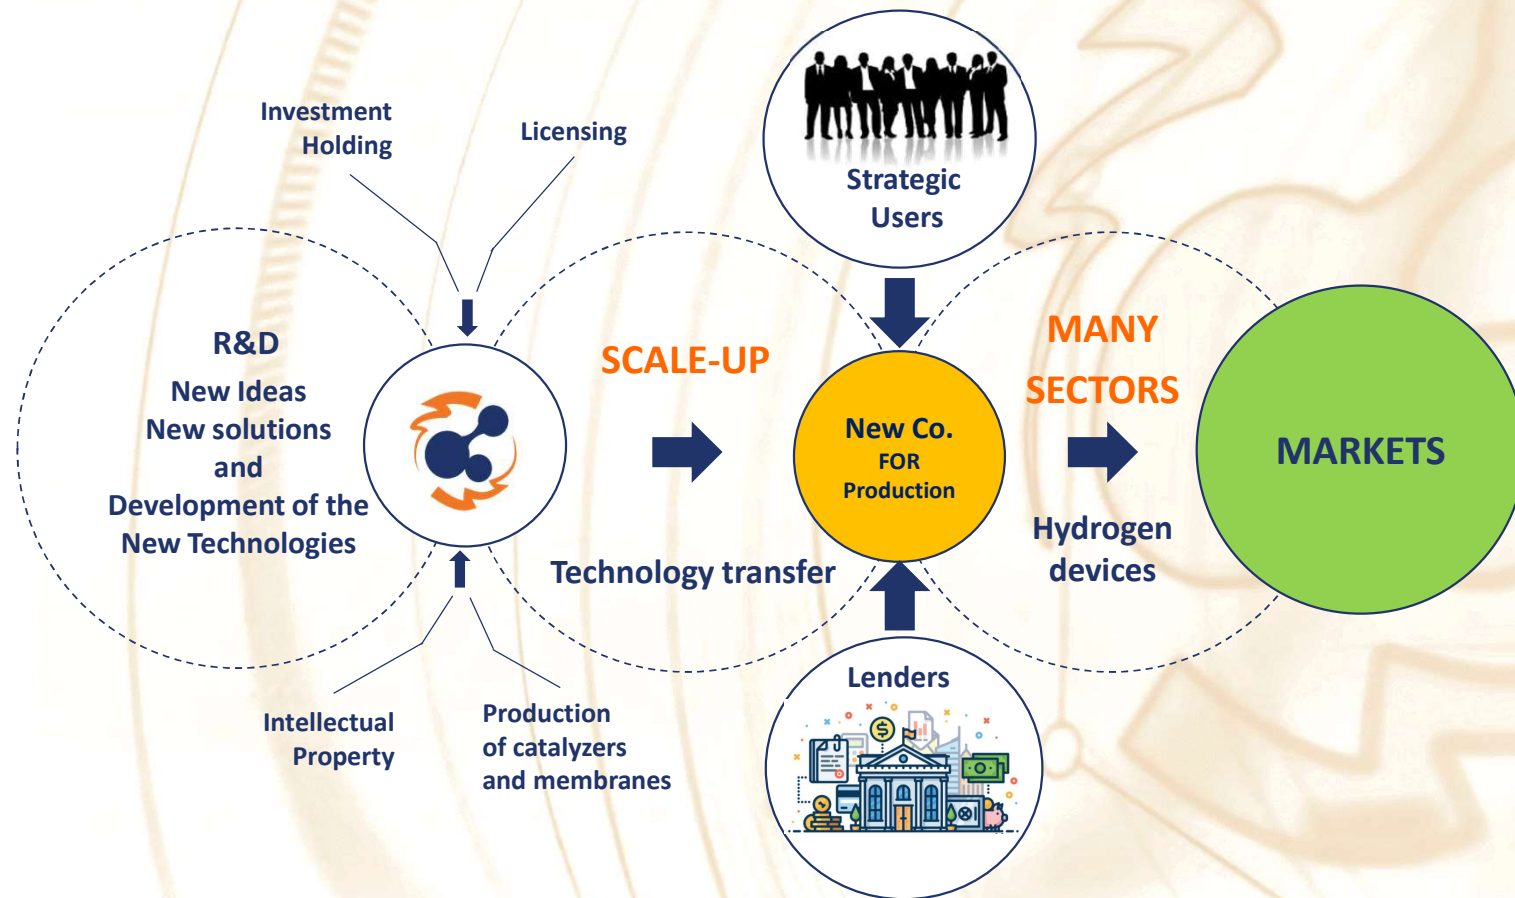 Investment
Holding
Licensing
Strategic
Users
R&D
New Ideas
New solutions
and
Development of the
New Technologies
SCALE-UP
Technology transfer
New Co.
FOR
Production
MANY
SECTORS
Hydrogen
devices
MARKETS
Intellectual
Property
Production
of catalyzers
and membranes
Lenders
$